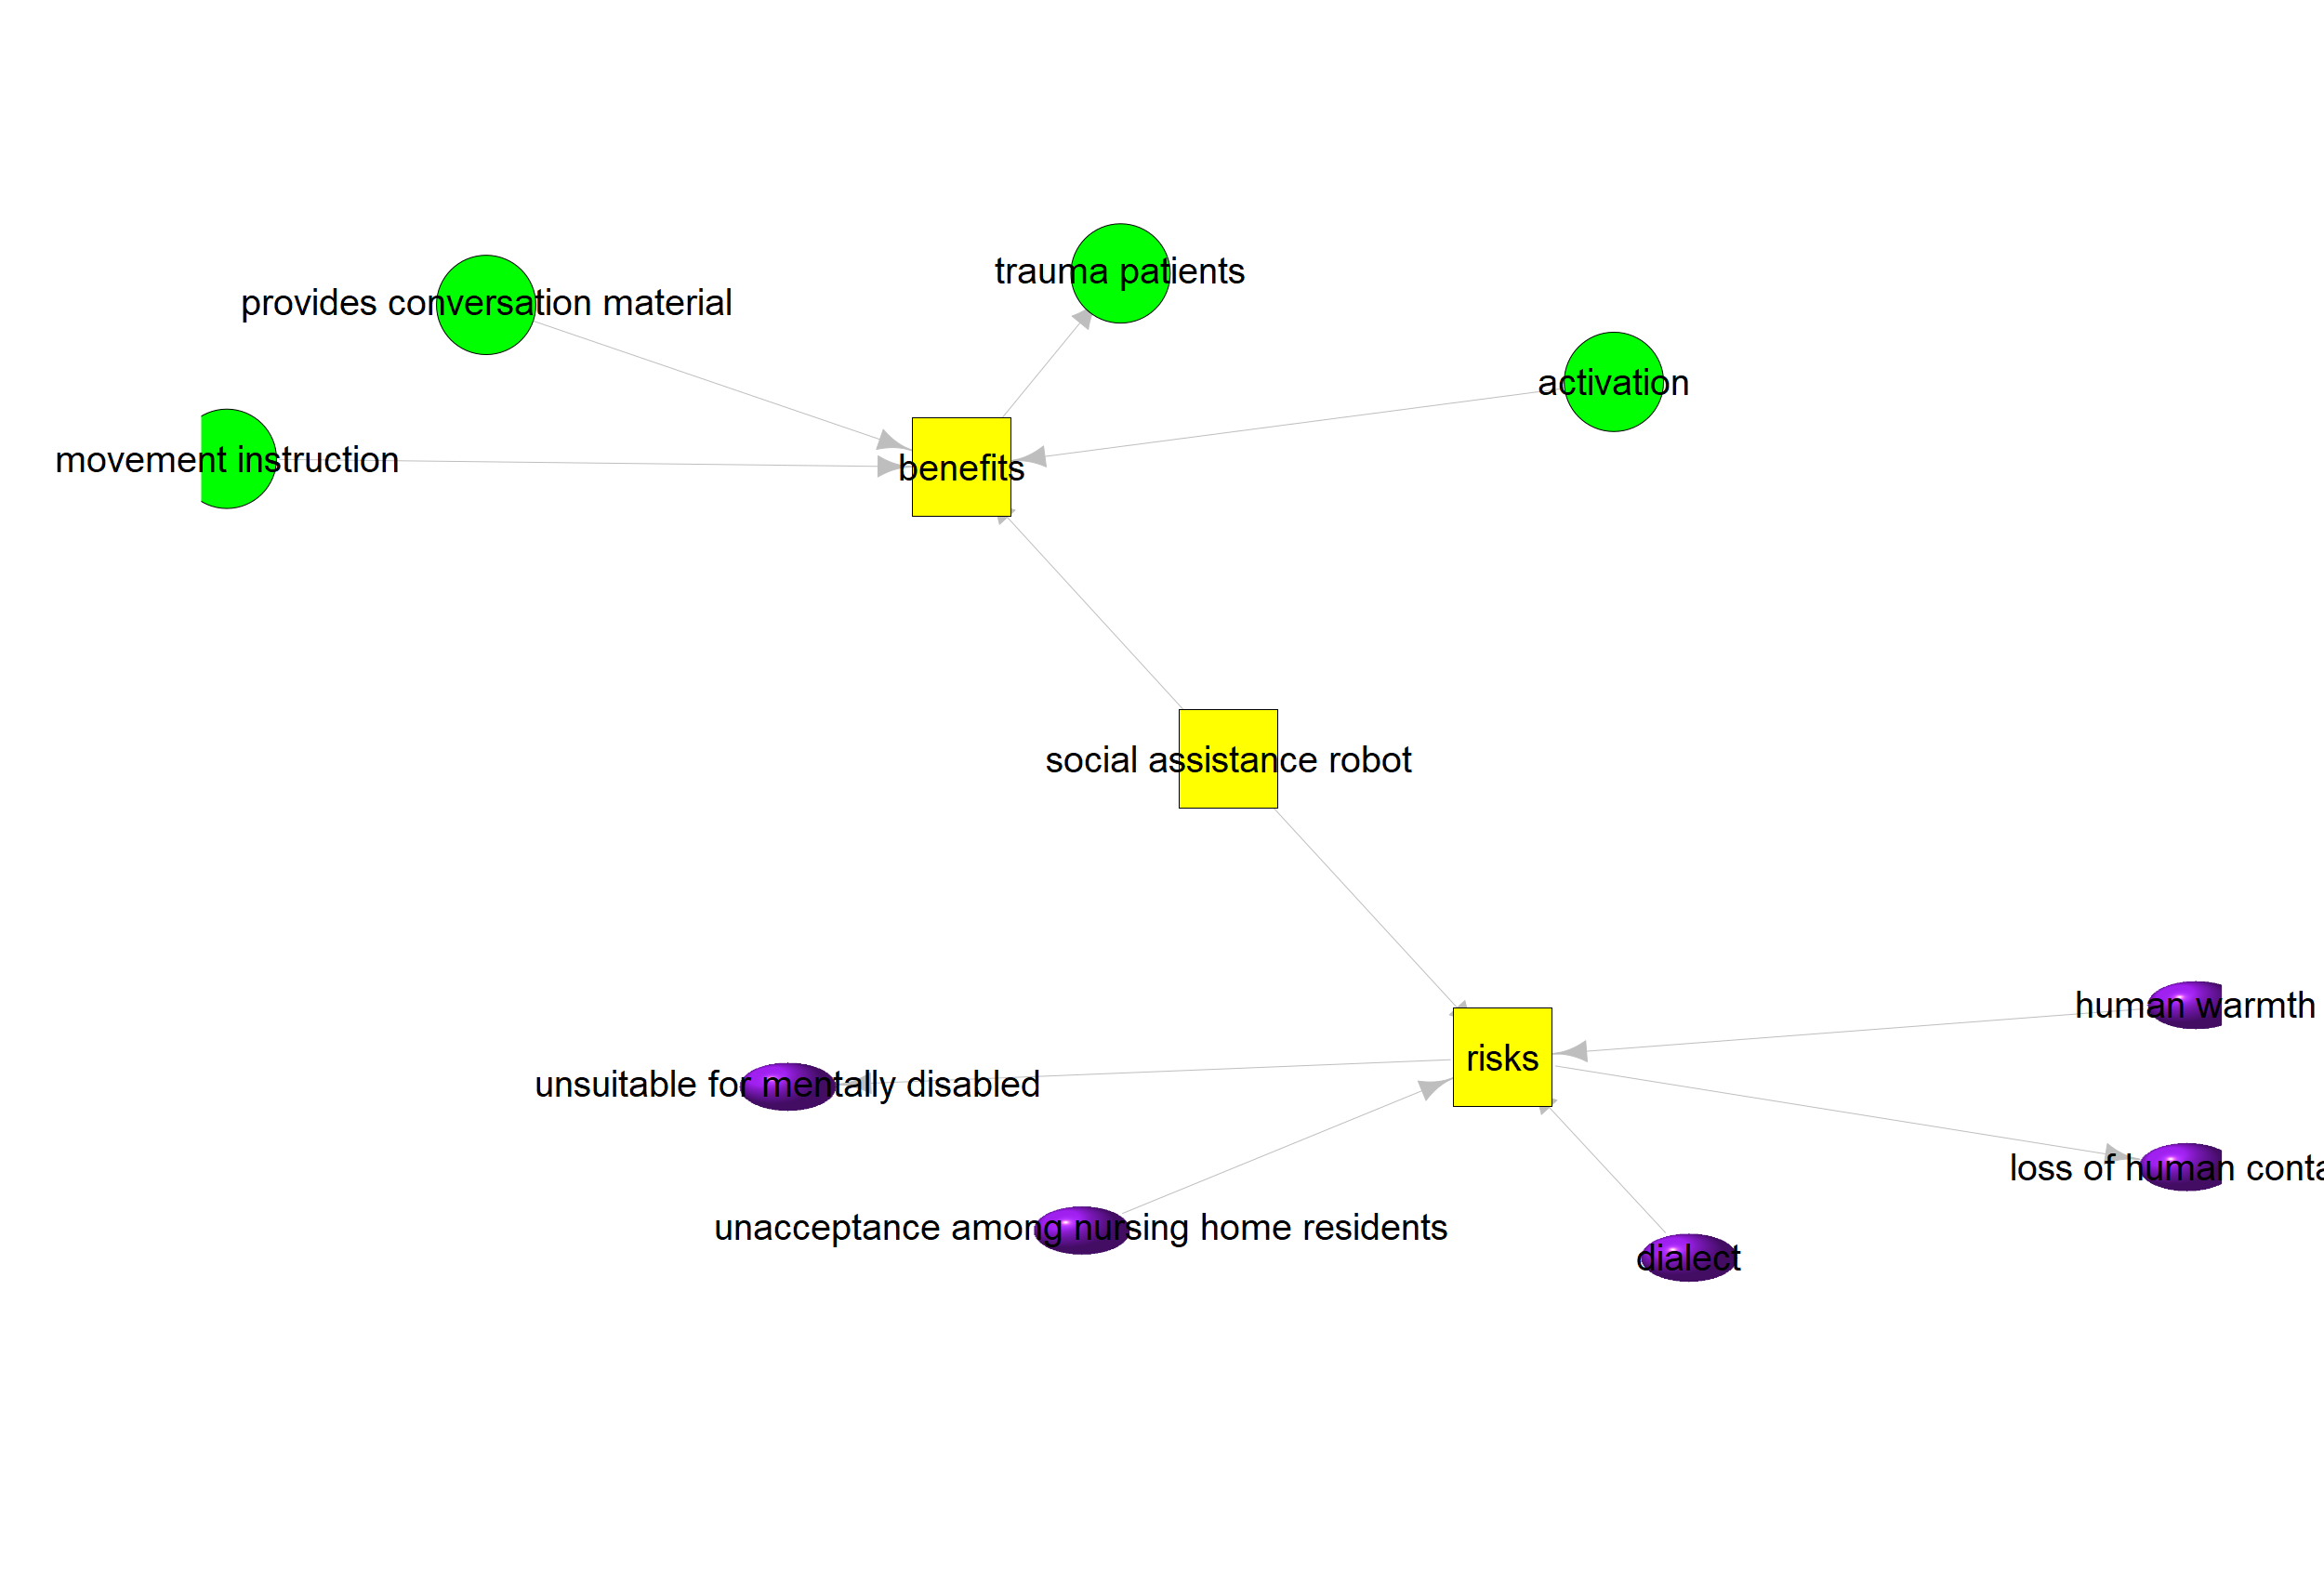 trauma patients
provides conversation material
activation
movement instruction
benefits
social assistance robot
human warmth
risks
unsuitable for mentally disabled
loss of human conta
unacceptance among nursing home residents
dialect